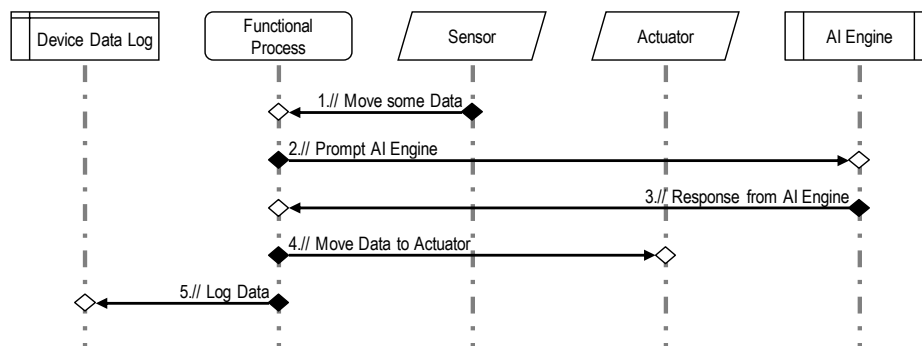 Device Data Log
Functional
Process
Sensor
Actuator
AI Engine
1.// Move some Data
2.// Prompt AI Engine
3.// Response from AI Engine
4.// Move Data to Actuator
5.// Log Data